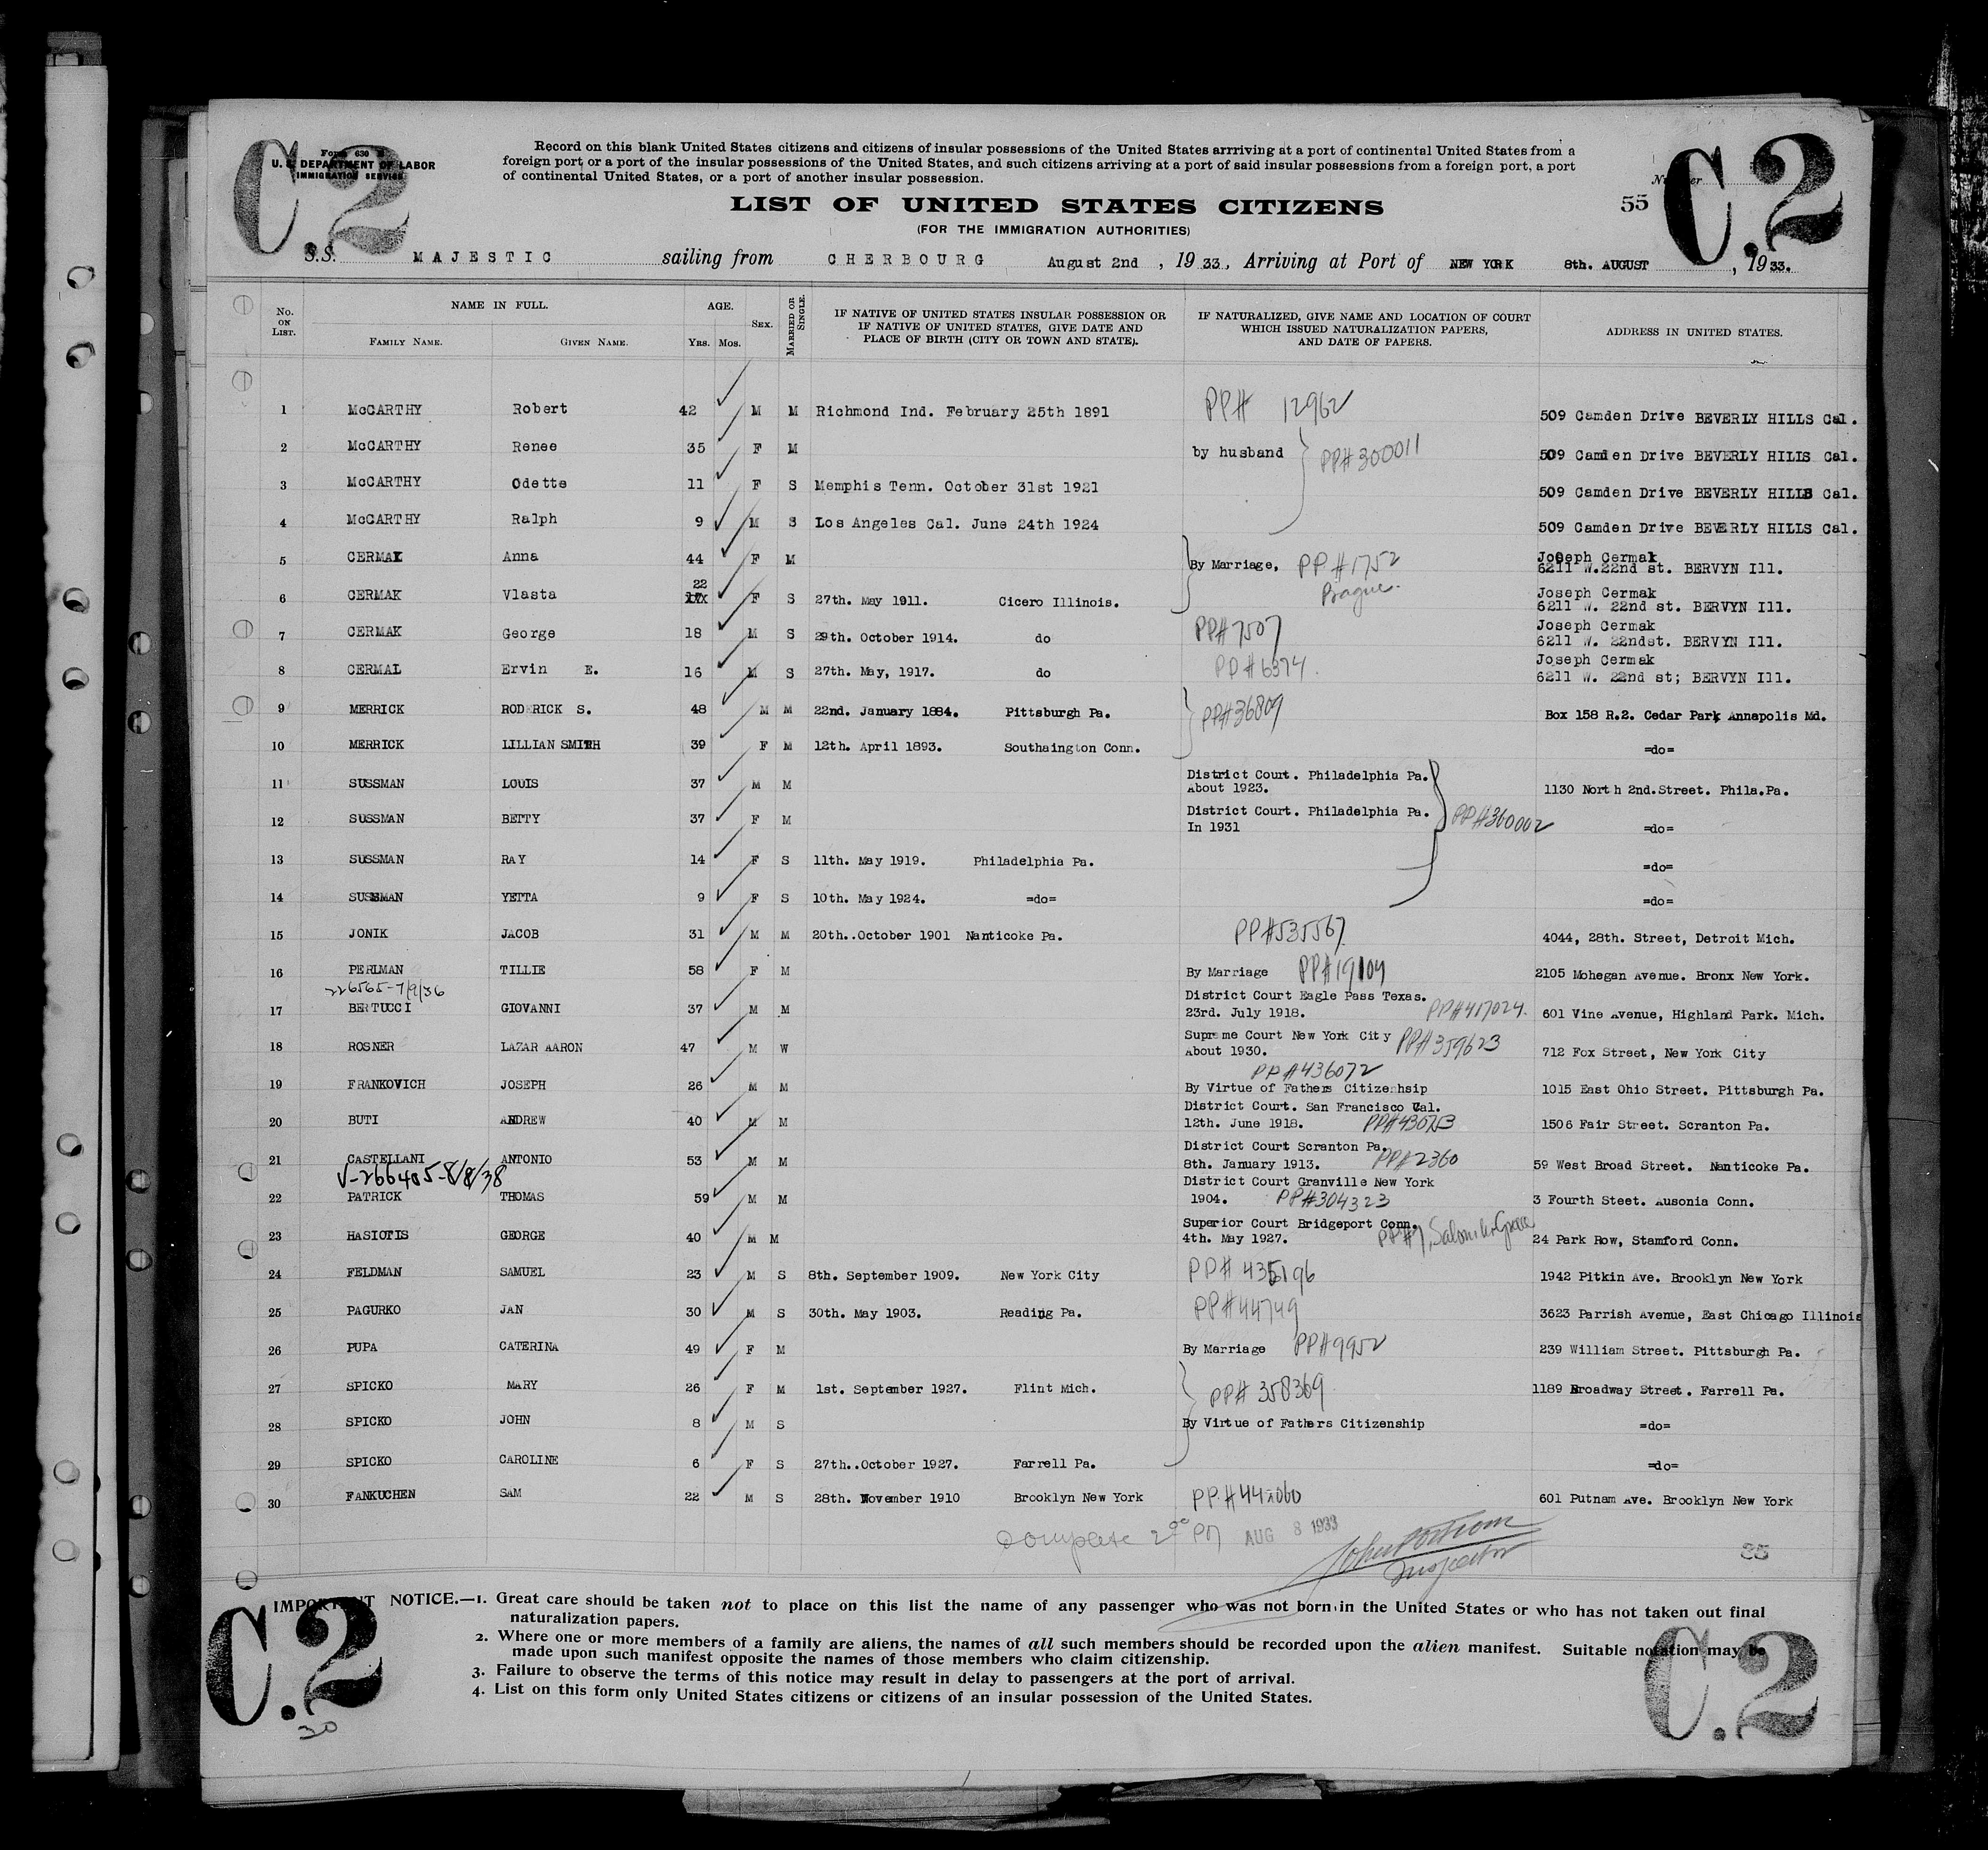 C.2
Form 630 B
U. S. DEPARTMENT OF LABOR
IMMIGRATION SERVICE
Record on this blank United States citizens and citizens of insular possessions of the United States arrriving at a port of continental United States from a
foreign port or a port of the insular possessions of the United States, and such citizens arriving at a port of said insular possessions from a foreign port, a port
of continental United States, or a port of another insular possession.
Number
55
C.2
LIST OF UNITED STATES CITIZENS
(FOR THE IMMIGRATION AUTHORITIES)
S.S. MAJESTIC sailing from CHERBOURG August 2nd , 1933, Arriving at Port of NEW YORK 8th. AUGUST , 1933.
No. ON LIST. NAME IN FULL. FAMILY NAME. GIVEN NAME. AGE. YRS. MOS. SEX. MARRIED OR SINGLE. IF NATIVE OF UNITED STATES INSULAR POSSESSION OR IF NATIVE OF UNITED STATES, GIVE DATE AND PLACE OF BIRTH (CITY OR TOWN AND STATE). IF NATURALIZED, GIVE NAME AND LOCATION OF COURT WHICH ISSUED NATURALIZATION PAPERS, AND DATE OF PAPERS. ADDRESS IN UNITED STATES.
1 McCARTHY Robert 42 M M Richmond Ind. February 25th 1891 PP# 12962 509 Camden Drive BEVERLY HILLS Cal.
2 McCARTHY Renee 35 F M by husband PP#300011 509 Camden Drive BEVERLY HILLS Cal.
3 McCARTHY Odette 11 F S Memphis Tenn. October 31st 1921 509 Camden Drive BEVERLY HILLS Cal.
4 McCARTHY Ralph 9 M S Los Angeles Cal. June 24th 1924 509 Camden Drive BEVERLY HILLS Cal.
5 CERMAK Anna 44 F M By Marriage, PP#1752 Prague. Joseph Cermak
6211 W.22nd st. BERVYN Ill.
6 CERMAK Vlasta 22 F S 27th. May 1911. Cicero Illinois. Joseph Cermak
6211 W. 22nd st. BERVYN Ill.
7 CERMAK George 18 M S 29th. October 1914. do PP#7507 Joseph Cermak
6211 W. 22ndst. BERVYN Ill.
8 CERMAL Ervin E. 16 M S 27th. May, 1917. do PP#6374. Joseph Cermak
6211 W. 22nd st; BERVYN Ill.
9 MERRICK RODERICK S. 48 M M 22nd. January 1884. Pittsburgh Pa. PP#36809 Box 158 R.2. Cedar Park, Annapolis Md.
10 MERRICK LILLIAN SMITH 39 F M 12th. April 1893. Southaington Conn. =do=
11 SUSSMAN LOUIS 37 M M District Court. Philadelphia Pa.
About 1923. 1130 North 2nd.Street. Phila.Pa.
12 SUSSMAN BETTY 37 F M District Court. Philadelphia Pa.
In 1931 PP#360002 =do=
13 SUSSMAN RAY 14 F S 11th. May 1919. Philadelphia Pa. =do=
14 SUSSMAN YETTA 9 F S 10th. May 1924. =do= =do=
15 JONIK JACOB 31 M M 20th..October 1901 Nanticoke Pa. PP#535567 4044, 28th. Street, Detroit Mich.
16 PERLMAN TILLIE 58 F M By Marriage PP#19109 2105 Mohegan Avenue. Bronx New York.
226565-7/9/36
17 BERTUCCI GIOVANNI 37 M M District Court Eagle Pass Texas.
23rd. July 1918. PP#417024. 601 Vine Avenue, Highland Park. Mich.
18 ROSNER LAZAR AARON 47 M W Supreme Court New York City
About 1930. PP#359623 712 Fox Street, New York City
PP#436072
19 FRANKOVICH JOSEPH 26 M M By Virtue of Fathers Citizenhsip 1015 East Ohio Street. Pittsburgh Pa.
20 BUTI ANDREW 40 M M District Court. San Francisco Cal.
12th. June 1918. 1506 Fair Street. Scranton Pa.
21 CASTELLANI ANTONIO 53 M M District Court Scranton Pa.
8th. January 1913. PP#2360 59 West Broad Street. Nanticoke Pa.
V-266405-8/8/38
22 PATRICK THOMAS 59 M M District Court Granville New York
1904. PP#304323 3 Fourth Steet. Ausonia Conn.
23 HASIOTIS GEORGE 40 M M Superior Court Bridgeport Conn.
4th. May 1927. 24 Park Row, Stamford Conn.
24 FELDMAN SAMUEL 23 M S 8th. September 1909. New York City PP# 435196 1942 Pitkin Ave. Brooklyn New York
25 PAGURKO JAN 30 M S 30th. May 1903. Reading Pa. PP#44749 3623 Parrish Avenue, East Chicago Illinois
26 PUPA CATERINA 49 F M By Marriage PP#9952 239 William Street. Pittsburgh Pa.
27 SPICKO MARY 26 F M 1st. September 1927. Flint Mich. PP# 358369 1189 Broadway Street. Farrell Pa.
28 SPICKO JOHN 8 M S By Virtue of Fathers Citizenship =do=
29 SPICKO CAROLINE 6 F S 27th..October 1927. Farrell Pa. =do=
30 FANKUCHEN SAM 22 M S 28th. November 1910 Brooklyn New York 601 Putnam Ave. Brooklyn New York
Complete 2 PM AUG 8 1933
Inspector
35
IMPORTANT NOTICE.—1. Great care should be taken not to place on this list the name of any passenger who was not born in the United States or who has not taken out final
naturalization papers.
2. Where one or more members of a family are aliens, the names of all such members should be recorded upon the alien manifest. Suitable notation may be
made upon such manifest opposite the names of those members who claim citizenship.
3. Failure to observe the terms of this notice may result in delay to passengers at the port of arrival.
4. List on this form only United States citizens or citizens of an insular possession of the United States.
C.2
30
C.2